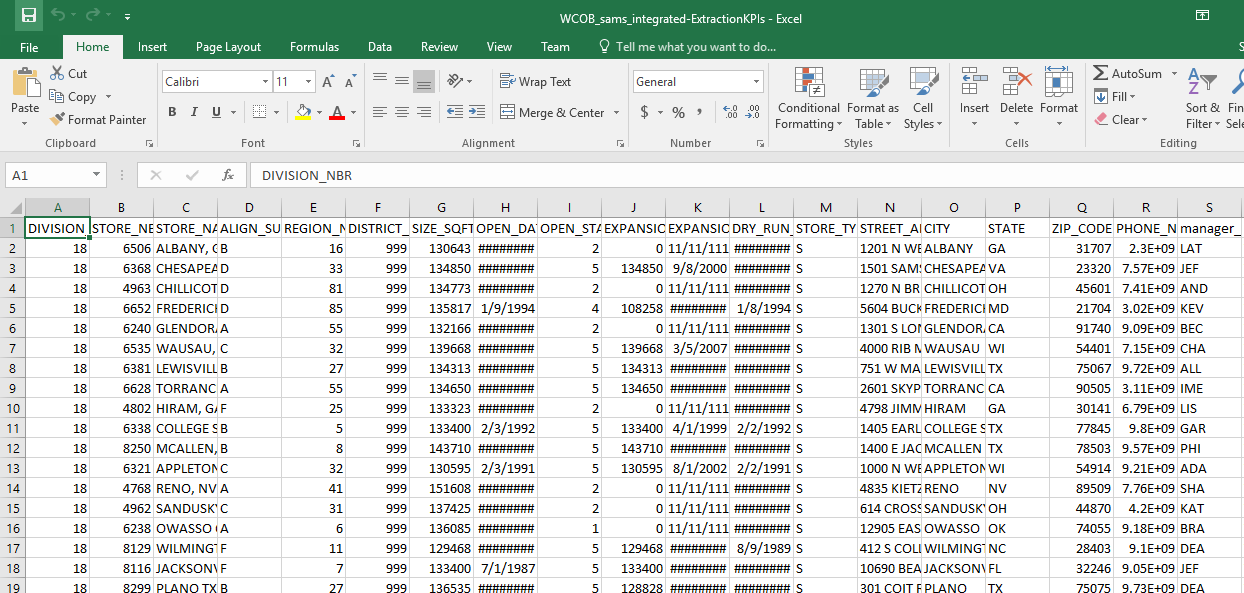 WCOB_sams_integrated-ExtractionKPIs - Excel
File Home Insert Page Layout Formulas Data Review View Team Tell me what you want to do...
Cut
Copy
Format Painter
Paste
Clipboard
Calibri 11
B I U
Font
Wrap Text
Merge & Center
Alignment
General
$ % ,
Number
Conditional Formatting
Format as Table
Cell Styles
Styles
Insert Delete Format
Cells
AutoSum
Fill
Clear
Sort & Filter
Editing
A1 fx DIVISION_NBR
A B C D E F G H I J K L M N O P Q R S
1 DIVISION STORE_NE STORE_NA ALIGN_SU REGION_N DISTRICT_ SIZE_SQFT OPEN_DA OPEN_STA EXPANSIO EXPANSIO DRY_RUN_ STORE_TY STREET_A CITY STATE ZIP_CODE PHONE_N manager_
2 18 6506 ALBANY, G B 16 999 130643 ######## 2 0 11/11/111 ######## S 1201 N WE ALBANY GA 31707 2.3E+09 LAT
3 18 6368 CHESAPEA D 33 999 134850 ######## 5 134850 9/8/2000 ######## S 1501 SAMS CHESAPEA VA 23320 7.57E+09 JEF
4 18 4963 CHILLICOT D 81 999 134773 ######## 2 0 11/11/111 ######## S 1270 N BR CHILLICOT OH 45601 7.41E+09 AND
5 18 6652 FREDERICI D 85 999 135817 1/9/1994 4 108258 ######## 1/8/1994 S 5604 BUCK FREDERICI MD 21704 3.02E+09 KEV
6 18 6240 GLENDORA A 55 999 132166 ######## 2 0 11/11/111 ######## S 1301 S LON GLENDORA CA 91740 9.09E+09 BEC
7 18 6535 WAUSAU, C 32 999 139668 ######## 5 139668 3/5/2007 ######## S 4000 RIB M WAUSAU WI 54401 7.15E+09 CHA
8 18 6381 LEWISVILL B 27 999 134313 ######## 5 134313 ######## ######## S 751 W MA LEWISVILL TX 75067 9.72E+09 ALL
9 18 6628 TORRANC A 55 999 134650 ######## 5 134650 ######## ######## S 2601 SKYP TORRANC CA 90505 3.11E+09 IME
10 18 4802 HIRAM, GA F 25 999 133323 ######## 2 0 11/11/111 ######## S 4798 JIMM HIRAM GA 30141 6.79E+09 LIS
11 18 6338 COLLEGE S B 5 999 133400 2/3/1992 5 133400 4/1/1999 2/2/1992 S 1405 EARL COLLEGE S TX 77845 9.8E+09 GAR
12 18 8250 MCALLEN, B 8 999 143710 ######## 5 143710 ######## ######## S 1400 E JAC MCALLEN TX 78503 9.57E+09 PHI
13 18 6321 APPLETON C 32 999 130595 2/3/1991 5 130595 8/1/2002 2/2/1991 S 1000 N WE APPLETON WI 54914 9.21E+09 ADA
14 18 4768 RENO, NV A 41 999 151608 ######## 2 0 11/11/111 ######## S 4835 KIETZ RENO NV 89509 7.76E+09 SHA
15 18 4962 SANDUSKY C 31 999 137425 ######## 2 0 11/11/111 ######## S 614 CROSS SANDUSKY OH 44870 4.2E+09 KAT
16 18 6238 OWASSO A 6 999 136085 ######## 1 0 11/11/111 ######## S 12905 EAS OWASSO OK 74055 9.18E+09 BRA
17 18 8129 WILMINGT F 11 999 129468 ######## 5 129468 ######## 8/9/1989 S 412 S COLL WILMINGT NC 28403 9.1E+09 DEA
18 18 8116 JACKSONV F 7 999 133400 7/1/1987 5 133400 ######## ######## S 10690 BEA JACKSONV FL 32246 9.05E+09 JEF
19 18 8299 PLANO TX B 27 999 136535 ######## 5 128828 ######## ######## S 301 COIT F PLANO TX 75075 9.73E+09 DEA